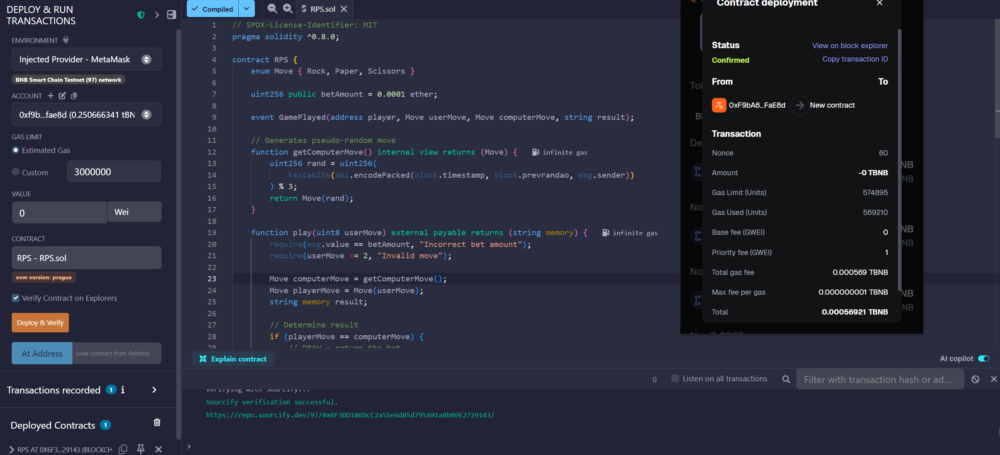 DEPLOY & RUN
TRANSACTIONS
ENVIRONMENT
Injected Provider - MetaMask
BNB Smart Chain Testnet (97) network
ACCOUNT
0xf9b...fae8d (0.250666341 tBN
GAS LIMIT
Estimated Gas
Custom
3000000
VALUE
0
Wei
CONTRACT
RPS - RPS.sol
evm version: prague
Verify Contract on Explorers
Deploy & Verify
At Address
Load contract from Address
Transactions recorded 1 i
Deployed Contracts 1
RPS AT 0X6F3...29143 (BLOCKCH
Compiled
RPS.sol
1 // SPDX-License-Identifier: MIT
2 pragma solidity ^0.8.0;
3
4 contract RPS {
5 enum Move { Rock, Paper, Scissors }
6
7 uint256 public betAmount = 0.0001 ether;
8
9 event GamePlayed(address player, Move userMove, Move computerMove, string result);
10
11 // Generates pseudo-random move
12 function getComputerMove() internal view returns (Move) { infinite gas
13 uint256 rand = uint256(
14 keccak256(abi.encodePacked(block.timestamp, block.prevrandao, msg.sender))
15 ) % 3;
16 return Move(rand);
17 }
18
19 function play(uint8 userMove) external payable returns (string memory) { infinite gas
20 require(msg.value == betAmount, "Incorrect bet amount");
21 require(userMove <= 2, "Invalid move");
22
23 Move computerMove = getComputerMove();
24 Move playerMove = Move(userMove);
25 string memory result;
26
27 // Determine result
28 if (playerMove == computerMove) {
29 // DRAW – return the bet
Explain contract
AI copilot
0
Listen on all transactions
Filter with transaction hash or ad...
Verifying with Sourcify...
Sourcify verification successful.
https://repo.sourcify.dev/97/0x6F3DD186DcC2a55e6d85d795A91a8b09E2729143/
>
Contract deployment
Status
View on block explorer
Confirmed
Copy transaction ID
From
To
0xF9bA6...FaE8d
New contract
Transaction
Nonce 60
Amount -0 TBNB
Gas Limit (Units) 574895
Gas Used (Units) 569210
Base fee (GWEI) 0
Priority fee (GWEI) 1
Total gas fee 0.000569 TBNB
Max fee per gas 0.000000001 TBNB
Total 0.00056921 TBNB
Tol
De
No
No
NB
NB
NB
NB
NB
NB